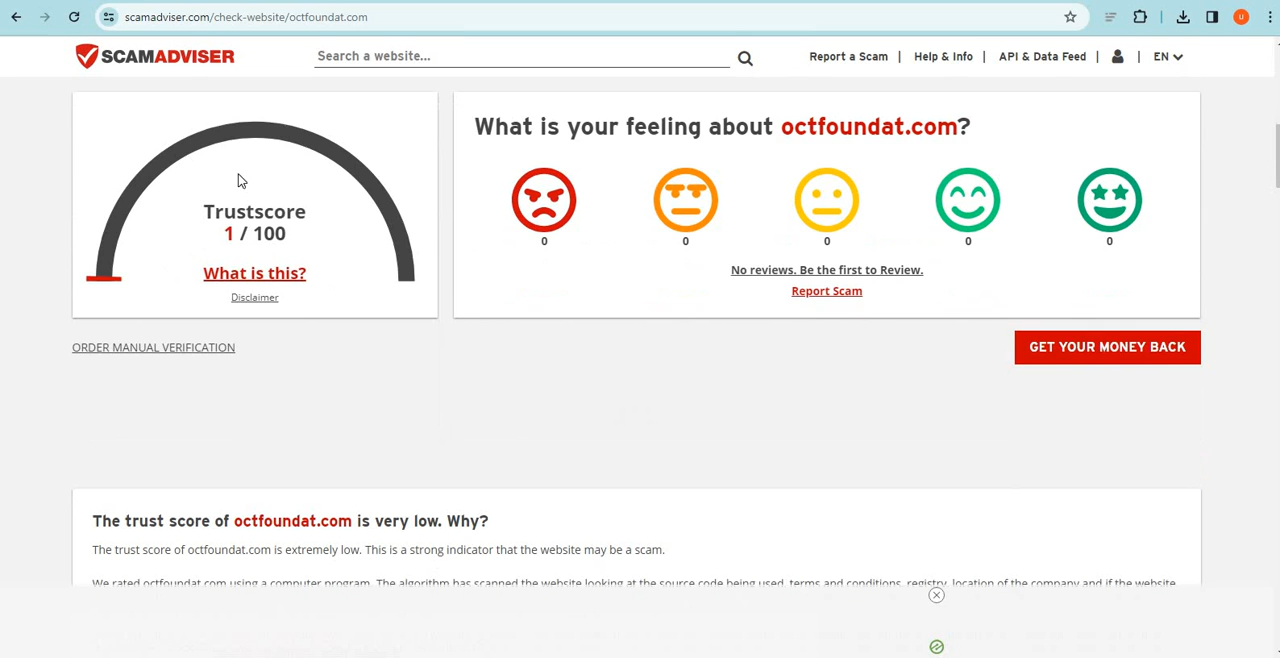 scamadviser.com/check-website/octfoundat.com
u
SCAMADVISER
Search a website...
Report a Scam | Help & Info | API & Data Feed | | EN
Trustscore
1 / 100
What is this?
Disclaimer
What is your feeling about octfoundat.com?
0 0 0 0 0
No reviews. Be the first to Review.
Report Scam
ORDER MANUAL VERIFICATION
GET YOUR MONEY BACK
The trust score of octfoundat.com is very low. Why?
The trust score of octfoundat.com is extremely low. This is a strong indicator that the website may be a scam.
We rated octfoundat.com using a computer program. The algorithm has scanned the website looking at the source code being used, terms and conditions, registry, location of the company and if the website